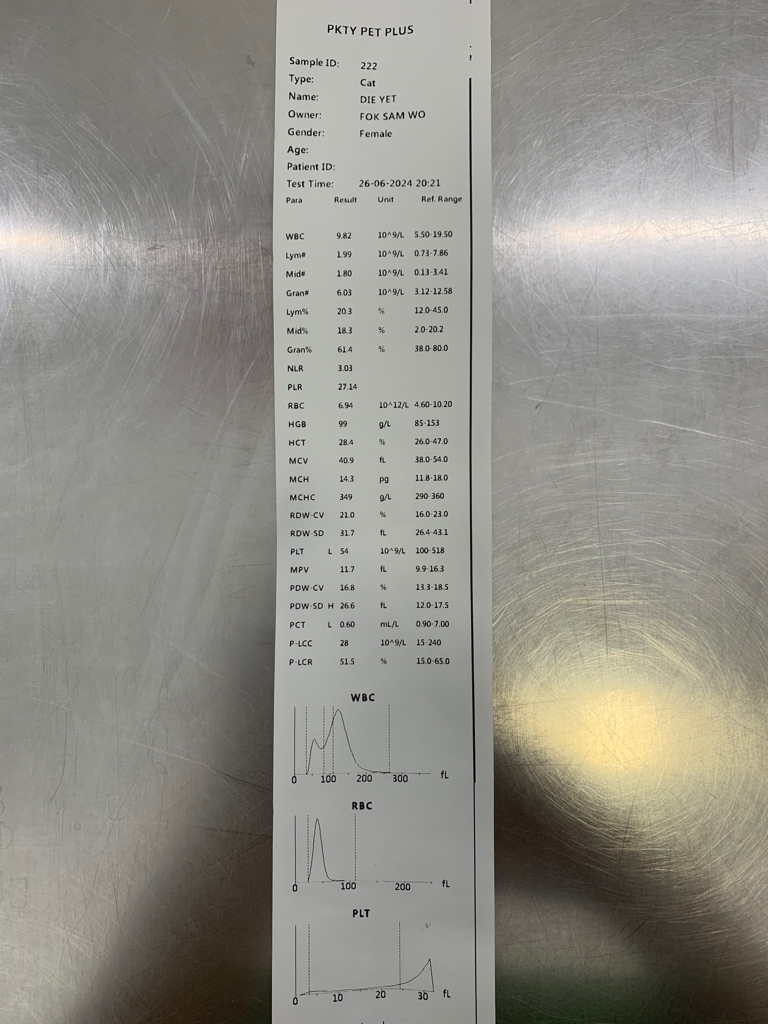 PKTY PET PLUS
Sample ID: 222
Type: Cat
Name: DIE YET
Owner: FOK SAM WO
Gender: Female
Age:
Patient ID:
Test Time: 26-06-2024 20:21
Para Result Unit Ref. Range
WBC 9.82 10^9/L 5.50-19.50
Lym# 1.99 10^9/L 0.73-7.86
Mid# 1.80 10^9/L 0.13-3.41
Gran# 6.03 10^9/L 3.12-12.58
Lym% 20.3 % 12.0-45.0
Mid% 18.3 % 2.0-20.2
Gran% 61.4 % 38.0-80.0
NLR 3.03
PLR 27.14
RBC 6.94 10^12/L 4.60-10.20
HGB 99 g/L 85-153
HCT 28.4 % 26.0-47.0
MCV 40.9 fL 38.0-54.0
MCH 14.3 pg 11.8-18.0
MCHC 349 g/L 290-360
RDW-CV 21.0 % 16.0-23.0
RDW-SD 31.7 fL 26.4-43.1
PLT L 54 10^9/L 100-518
MPV 11.7 fL 9.9-16.3
PDW-CV 16.8 % 13.3-18.5
PDW-SD H 26.6 fL 12.0-17.5
PCT L 0.60 mL/L 0.90-7.00
P-LCC 28 10^9/L 15-240
P-LCR 51.5 % 15.0-65.0
WBC
0 100 200 300 fL
RBC
0 100 200 fL
PLT
0 10 20 30 fL